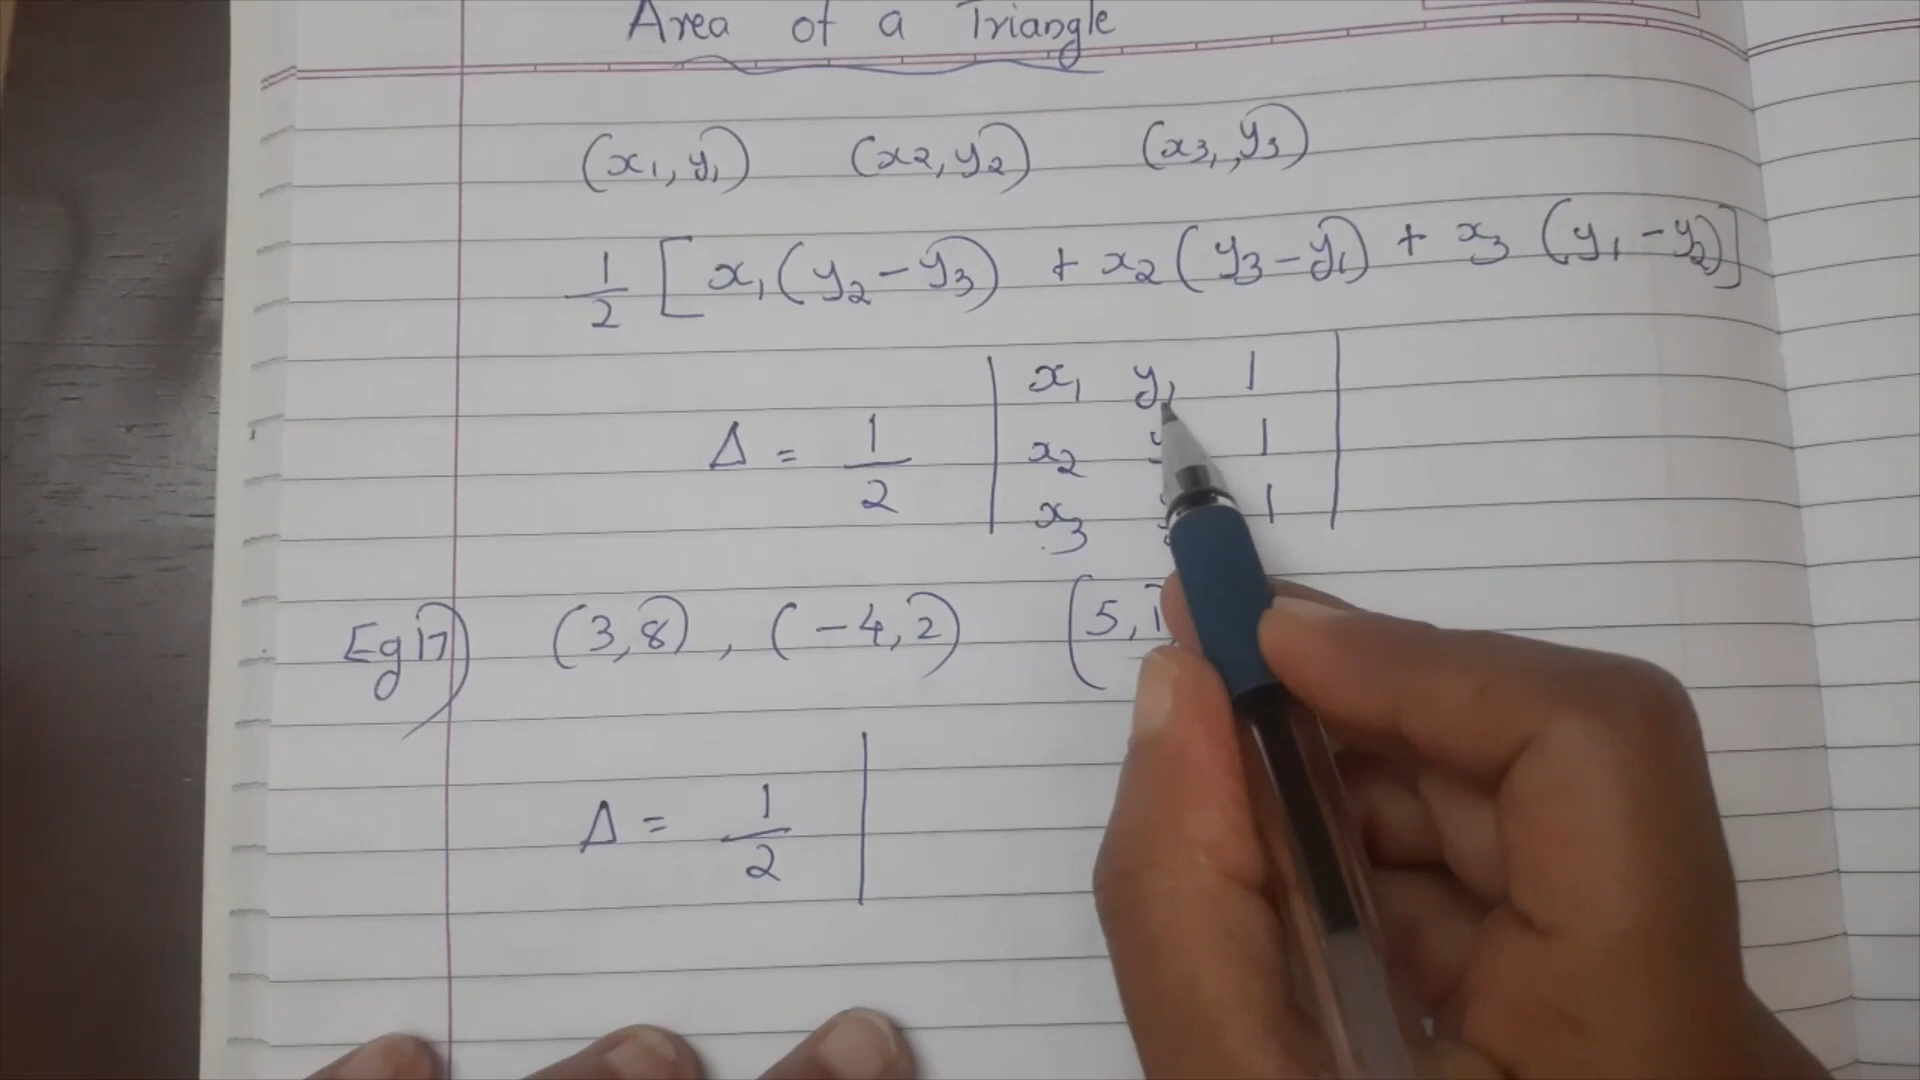 Area of a Triangle
(x1, y1) (x2, y2) (x3, y3)
1/2 [x1(y2 - y3) + x2(y3 - y1) + x3(y1 - y2)]
x1 y1 1
Δ = 1/2 x2 1
x3 1
Eg 17) (3,8), (-4,2) (5,1
Δ = 1/2 |